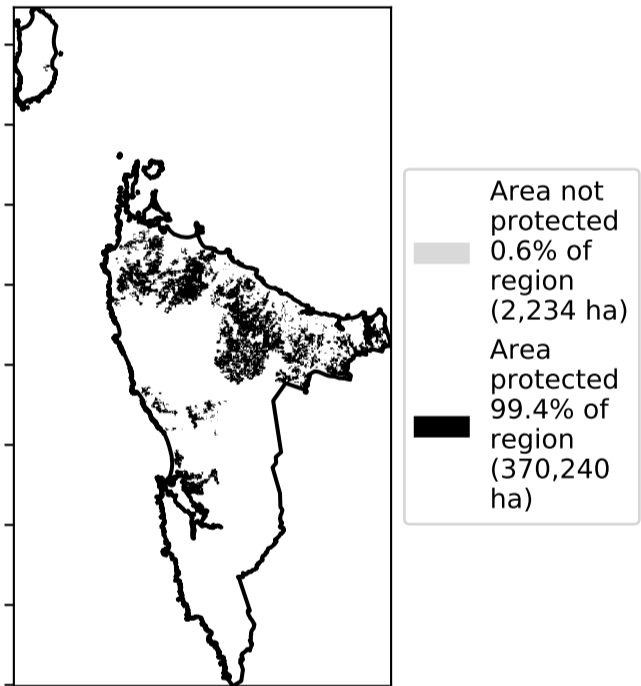 Area not
protected
0.6% of
region
(2,234 ha)
Area
protected
99.4% of
region
(370,240
ha)